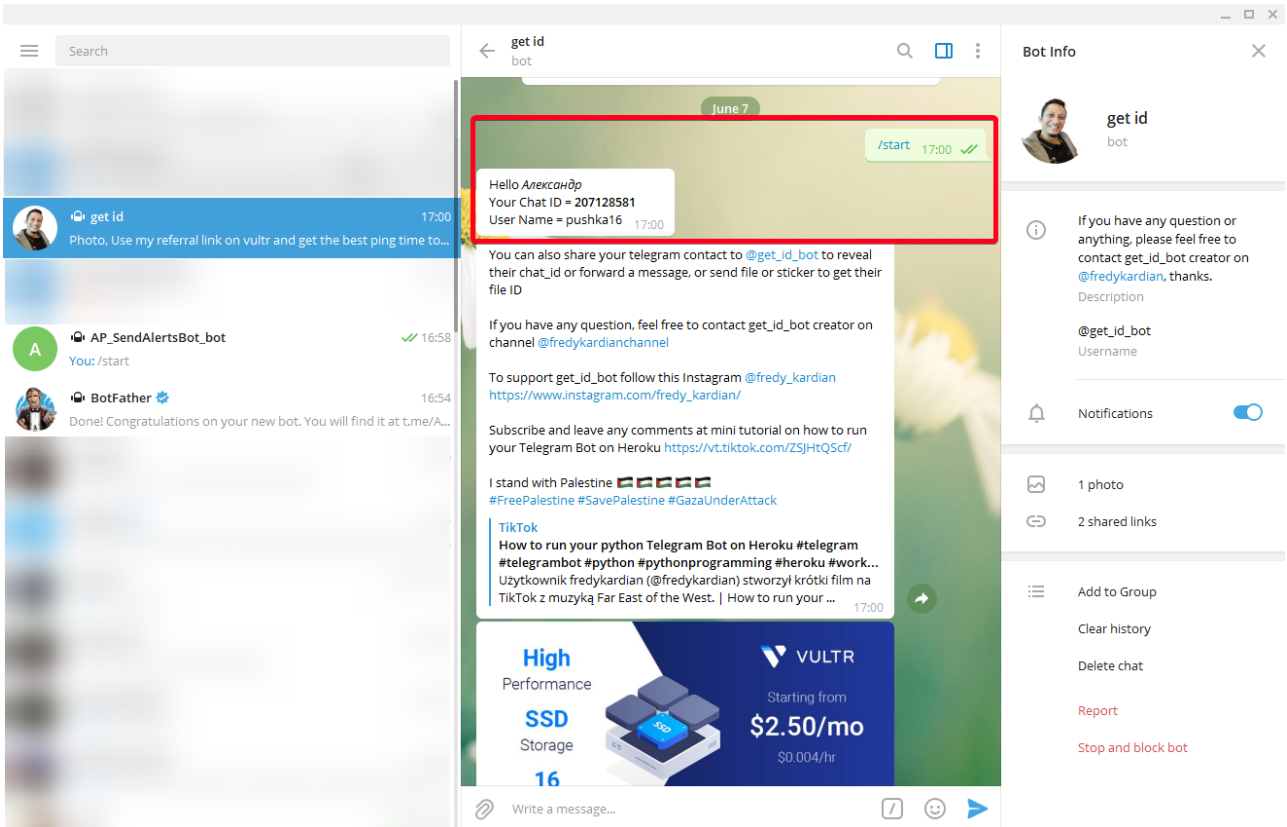 Search
get id
17:00
Photo, Use my referral link on vultr and get the best ping time to...
A
AP_SendAlertsBot_bot
16:58
You: /start
BotFather
16:54
Done! Congratulations on your new bot. You will find it at t.me/A...
get id
bot
June 7
/start 17:00
Hello Александр
Your Chat ID = 207128581
User Name = pushka16 17:00
You can also share your telegram contact to @get_id_bot to reveal
their chat_id or forward a message, or send file or sticker to get their
file ID
If you have any question, feel free to contact get_id_bot creator on
channel @fredykardianchannel
To support get_id_bot follow this Instagram @fredy_kardian
https://www.instagram.com/fredy_kardian/
Subscribe and leave any comments at mini tutorial on how to run
your Telegram Bot on Heroku https://vt.tiktok.com/ZSJHtQScf/
I stand with Palestine 🇵🇸🇵🇸🇵🇸🇵🇸🇵🇸
#FreePalestine #SavePalestine #GazaUnderAttack
TikTok
How to run your python Telegram Bot on Heroku #telegram
#telegrambot #python #pythonprogramming #heroku #work...
Użytkownik fredykardian (@fredykardian) stworzył krótki film na
TikTok z muzyką Far East of the West. | How to run your ...
17:00
High
Performance
SSD
Storage
16
SSD
VULTR
Starting from
$2.50/mo
$0.004/hr
Write a message...
Bot Info
get id
bot
If you have any question or
anything, please feel free to
contact get_id_bot creator on
@fredykardian, thanks.
Description
@get_id_bot
Username
Notifications
1 photo
2 shared links
Add to Group
Clear history
Delete chat
Report
Stop and block bot